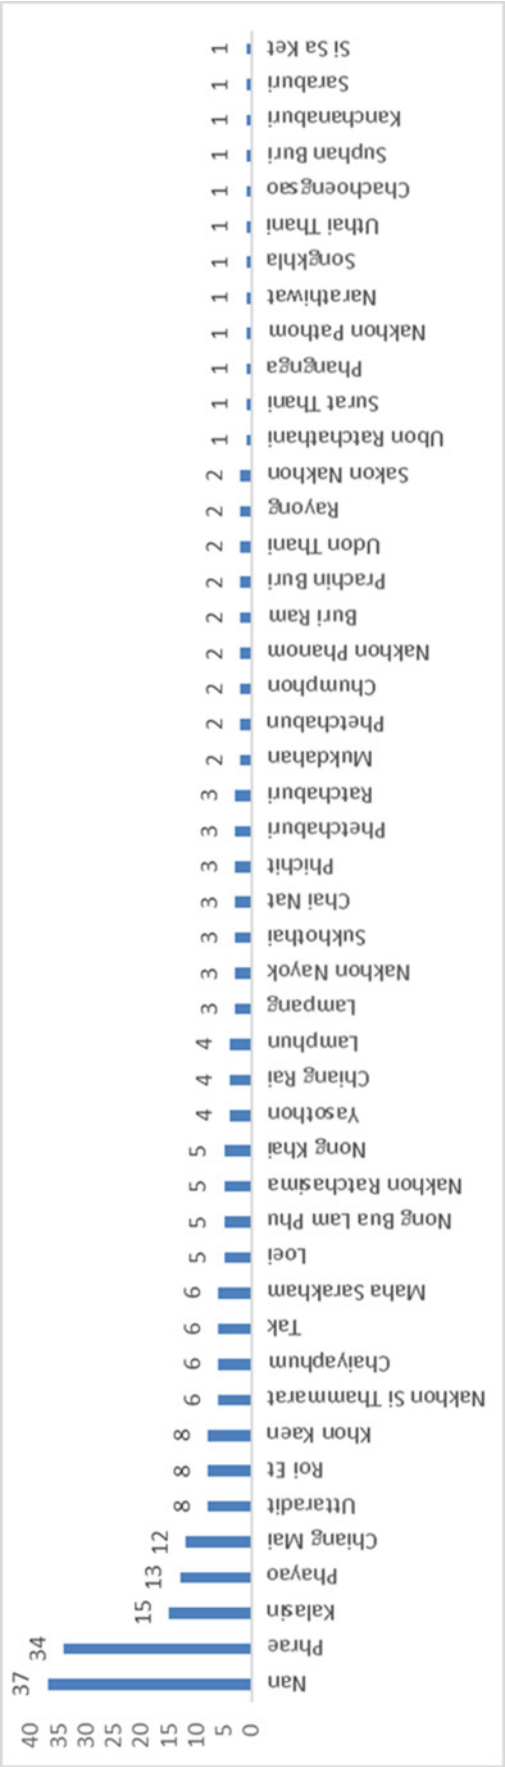 40
35
30
25
20
15
10
5
0
37
34
15
13
12
8
8
8
6
6
6
6
5
5
5
5
4
4
4
3
3
3
3
3
3
3
2
2
2
2
2
2
2
2
2
1
1
1
1
1
1
1
1
1
1
1
1
Nan
Phrae
Kalasin
Phayao
Chiang Mai
Uttaradit
Roi Et
Khon Kaen
Nakhon Si Thammarat
Chaiyaphum
Tak
Maha Sarakham
Loei
Nong Bua Lam Phu
Nakhon Ratchasima
Nong Khai
Yasothon
Chiang Rai
Lamphun
Lampang
Nakhon Nayok
Sukhothai
Chai Nat
Phichit
Phetchaburi
Ratchaburi
Mukdahan
Phetchabun
Chumphon
Nakhon Phanom
Buri Ram
Prachin Buri
Udon Thani
Rayong
Sakon Nakhon
Ubon Ratchathani
Surat Thani
Phangnga
Nakhon Pathom
Narathiwat
Songkhla
Uthai Thani
Chachoengsao
Suphan Buri
Kanchanaburi
Saraburi
Si Sa Ket